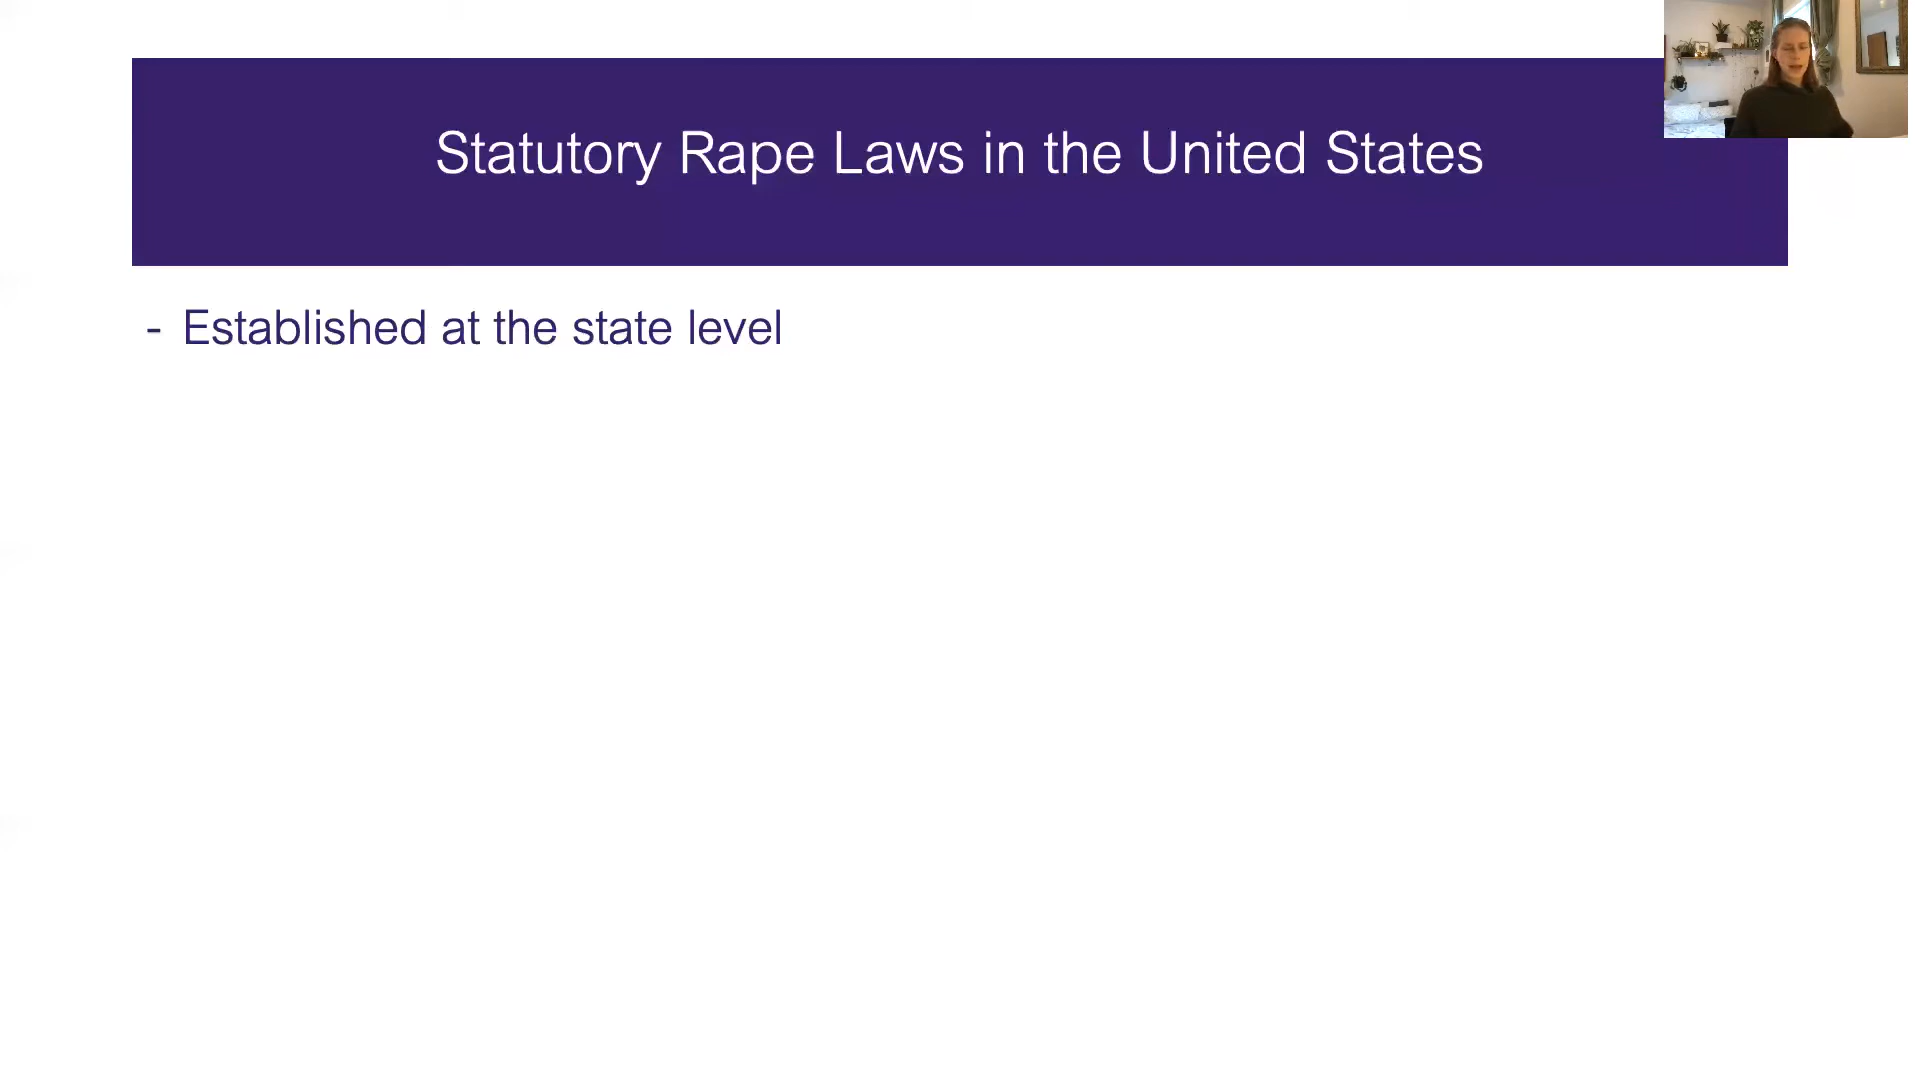 Statutory Rape Laws in the United States
- Established at the state level